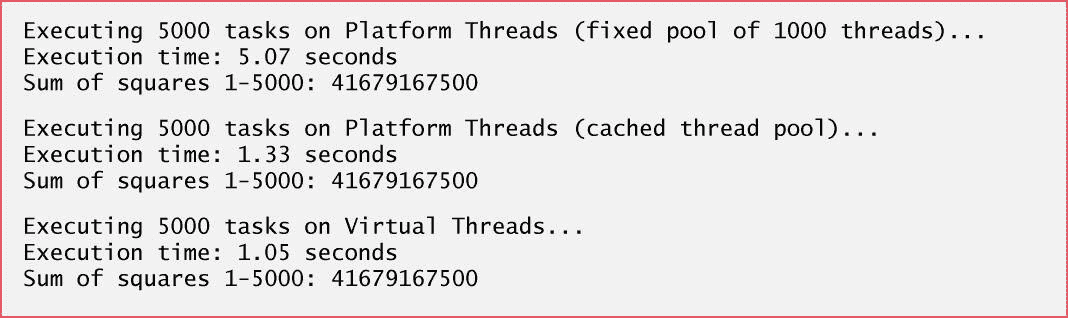 Executing 5000 tasks on Platform Threads (fixed pool of 1000 threads)...
Execution time: 5.07 seconds
Sum of squares 1–5000: 41679167500
Executing 5000 tasks on Platform Threads (cached thread pool)...
Execution time: 1.33 seconds
Sum of squares 1–5000: 41679167500
Executing 5000 tasks on Virtual Threads...
Execution time: 1.05 seconds
Sum of squares 1–5000: 41679167500